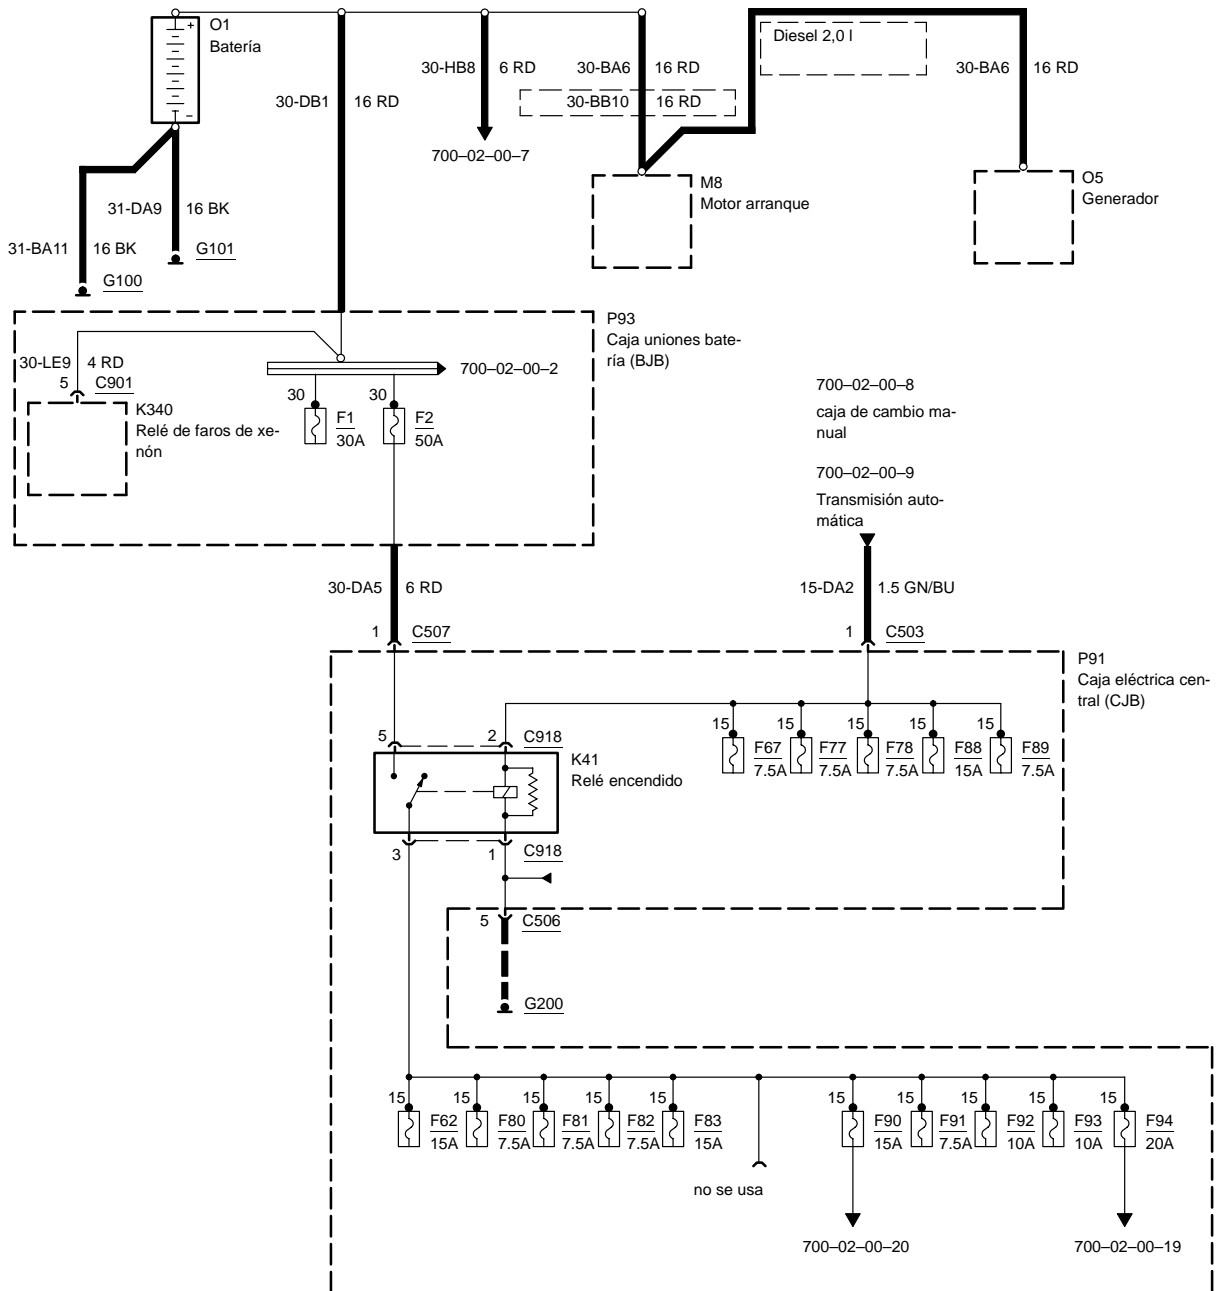 O1
Batería
+
−
Diesel 2,0 l
30-DB1 16 RD
30-HB8 6 RD
30-BA6 16 RD
30-BB10 16 RD
30-BA6 16 RD
700–02–00–7
M8
Motor arranque
O5
Generador
31-DA9 16 BK
31-BA11 16 BK
G101
G100
P93
Caja uniones bate-
ría (BJB)
30-LE9 4 RD
5 C901
700–02–00–2
K340
Relé de faros de xe-
nón
30 F1
30A
30 F2
50A
700–02–00–8
caja de cambio ma-
nual
700–02–00–9
Transmisión auto-
mática
30-DA5 6 RD
15-DA2 1.5 GN/BU
1 C507
1 C503
P91
Caja eléctrica cen-
tral (CJB)
5 2 C918
K41
Relé encendido
15 F67
7.5A
15 F77
7.5A
15 F78
7.5A
15 F88
15A
15 F89
7.5A
3 1 C918
5 C506
G200
15 F62
15A
15 F80
7.5A
15 F81
7.5A
15 F82
7.5A
15 F83
15A
no se usa
15 F90
15A
15 F91
7.5A
15 F92
10A
15 F93
10A
15 F94
20A
700–02–00–20
700–02–00–19